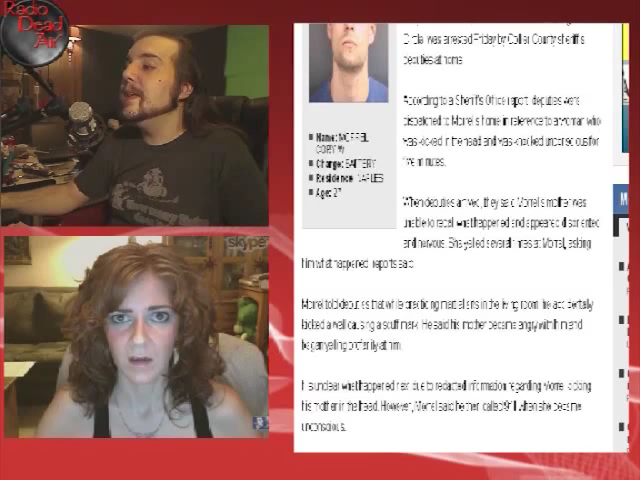 Radio
Dead
Air
skype
Name: MORREL
CORY W
Charge: BATTERY
Residence: NAPLES
Age: 27
Circle, was arrested Friday by Collier County sheriff's
deputies at home.
According to a Sheriff's Office report, deputies were
dispatched to Morrel's home in reference to a woman who
was kicked in the head and was knocked unconscious for
five minutes.
When deputies arrived, they said Morrel's mother was
unable to recall what happened and appeared disoriented
and nervous. She yelled several times at Morrel, asking
him what happened, reports said.
Morrel told deputies that while practicing martial arts in the living room, he accidentally
kicked a wall causing a scuff mark. He said his mother became angry with him and
began yelling profanity at him.
It is unclear what happened next due to redacted information regarding Morrel kicking
his mother in the head. However, Morrel said he then called 911 when she became
unconscious.